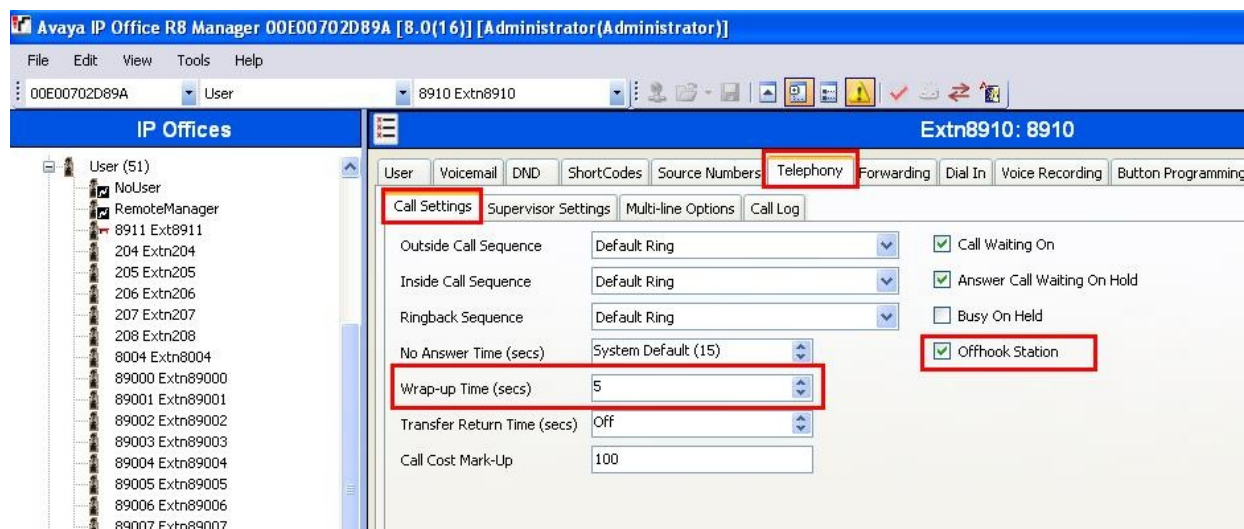 Avaya IP Office R8 Manager 00E00702D89A [8.0(16)] [Administrator(Administrator)]
File Edit View Tools Help
00E00702D89A User 8910 Extn8910
IP Offices
User (51)
NoUser
RemoteManager
8911 Ext8911
204 Extn204
205 Extn205
206 Extn206
207 Extn207
208 Extn208
8004 Extn8004
89000 Extn89000
89001 Extn89001
89002 Extn89002
89003 Extn89003
89004 Extn89004
89005 Extn89005
89006 Extn89006
89007 Extn89007
Extn8910: 8910
User Voicemail DND ShortCodes Source Numbers Telephony Forwarding Dial In Voice Recording Button Programming
Call Settings Supervisor Settings Multi-line Options Call Log
Outside Call Sequence Default Ring
Inside Call Sequence Default Ring
Ringback Sequence Default Ring
No Answer Time (secs) System Default (15)
Wrap-up Time (secs) 5
Transfer Return Time (secs) Off
Call Cost Mark-Up 100
Call Waiting On
Answer Call Waiting On Hold
Busy On Held
Offhook Station